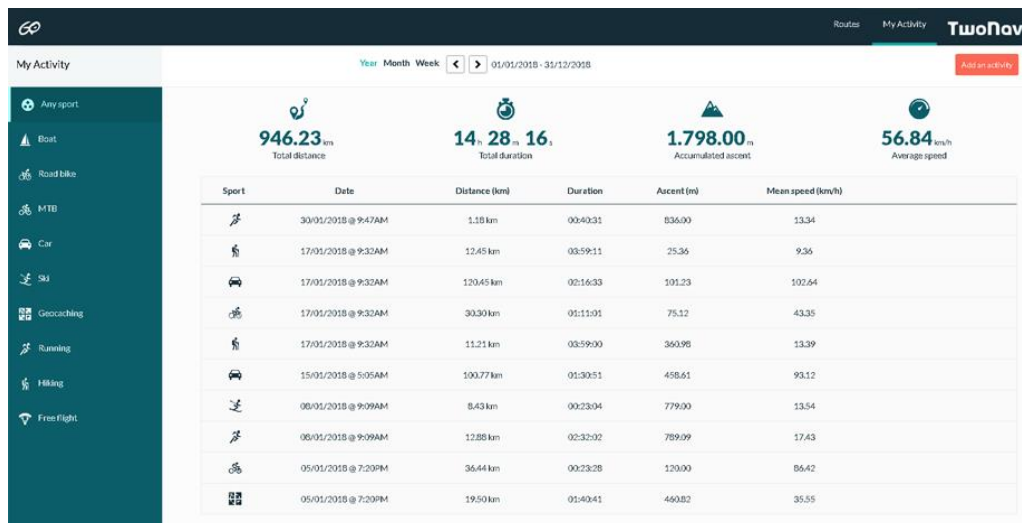 GO
Routes My Activity TwoNav
My Activity
Year Month Week 01/01/2018 - 31/12/2018
Add an activity
Any sport
Boat
Road bike
MTB
Car
Ski
Geocaching
Running
Hiking
Free flight
946.23 km
Total distance
14 h 28 m 16 s
Total duration
1.798.00 m
Accumulated ascent
56.84 km/h
Average speed
Sport Date Distance (km) Duration Ascent (m) Mean speed (km/h)
30/01/2018 @ 9:47AM 1.18 km 00:40:31 836.00 13.34
17/01/2018 @ 9:32AM 12.45 km 03:59:11 25.36 9.36
17/01/2018 @ 9:32AM 120.45 km 02:16:33 101.23 102.64
17/01/2018 @ 9:32AM 30.30 km 01:11:01 75.12 43.35
17/01/2018 @ 9:32AM 11.21 km 03:59:00 360.98 13.39
15/01/2018 @ 5:05AM 100.77 km 01:30:51 458.61 93.12
08/01/2018 @ 9:09AM 8.43 km 00:23:04 779.00 13.54
08/01/2018 @ 9:09AM 12.88 km 02:32:02 789.09 17.43
05/01/2018 @ 7:20PM 36.44 km 00:23:28 120.00 86.42
05/01/2018 @ 7:20PM 19.50 km 01:40:41 460.82 35.55